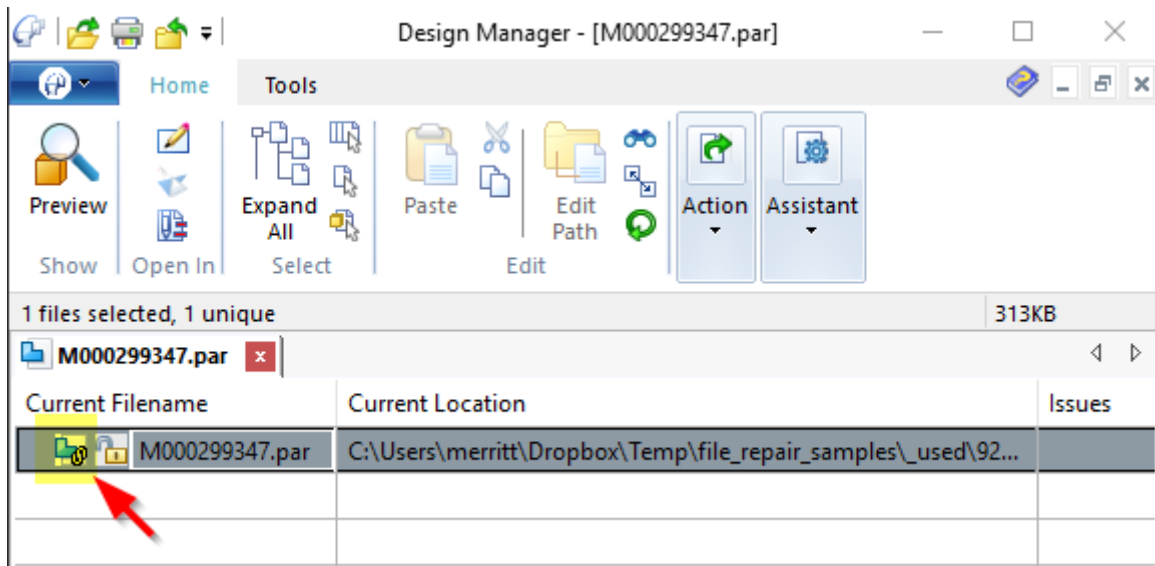 Design Manager - [M000299347.par]
Home Tools
Preview
Expand All
Paste
Edit Path
Action
Assistant
Show Open In Select Edit
1 files selected, 1 unique 313KB
M000299347.par
Current Filename Current Location Issues
M000299347.par C:\Users\merritt\Dropbox\Temp\file_repair_samples\_used\92...